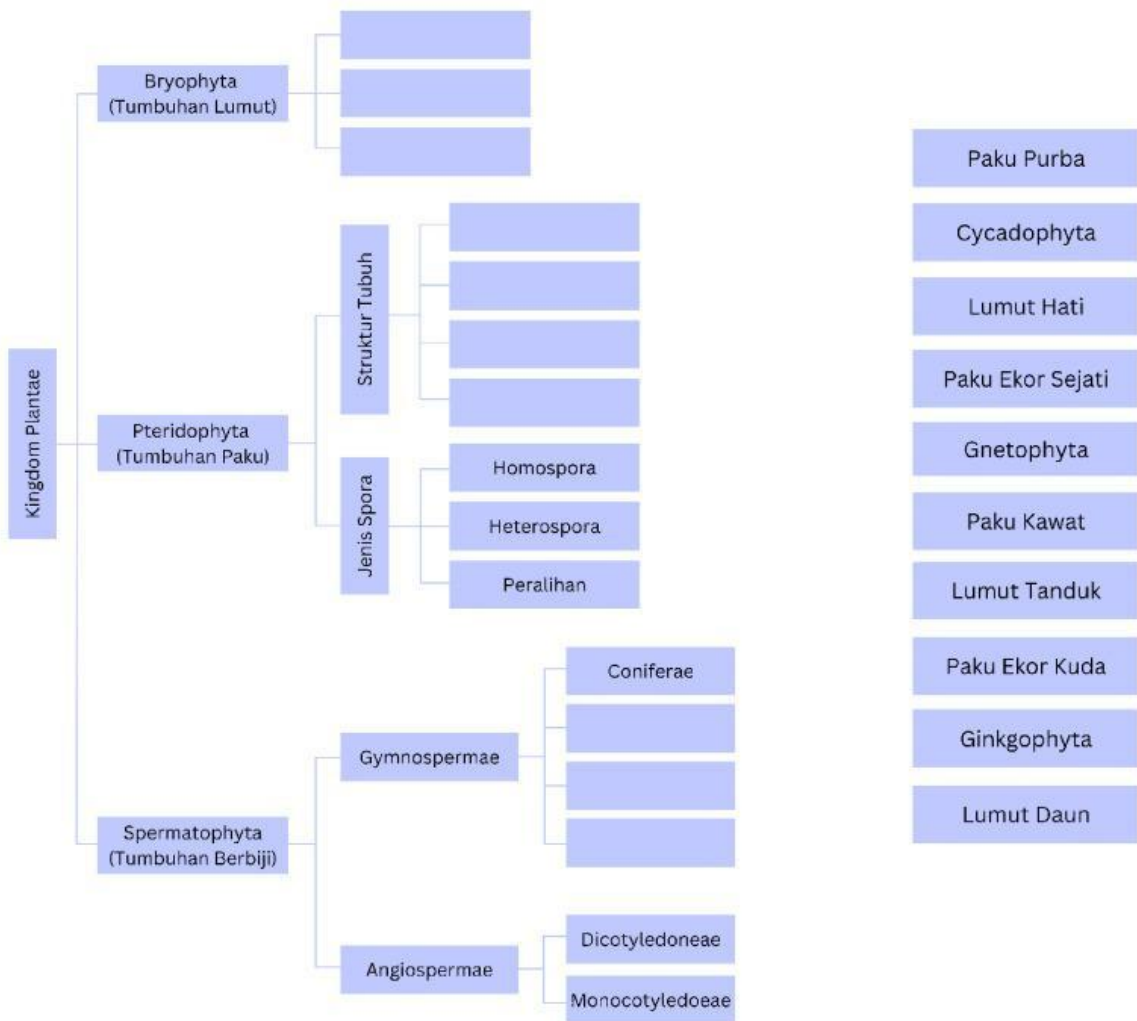 Kingdom Plantae
Bryophyta
(Tumbuhan Lumut)
Pteridophyta
(Tumbuhan Paku)
Struktur Tubuh
Jenis Spora
Homospora
Heterospora
Peralihan
Spermatophyta
(Tumbuhan Berbiji)
Gymnospermae
Coniferae
Angiospermae
Dicotyledoneae
Monocotyledoeae
Paku Purba
Cycadophyta
Lumut Hati
Paku Ekor Sejati
Gnetophyta
Paku Kawat
Lumut Tanduk
Paku Ekor Kuda
Ginkgophyta
Lumut Daun